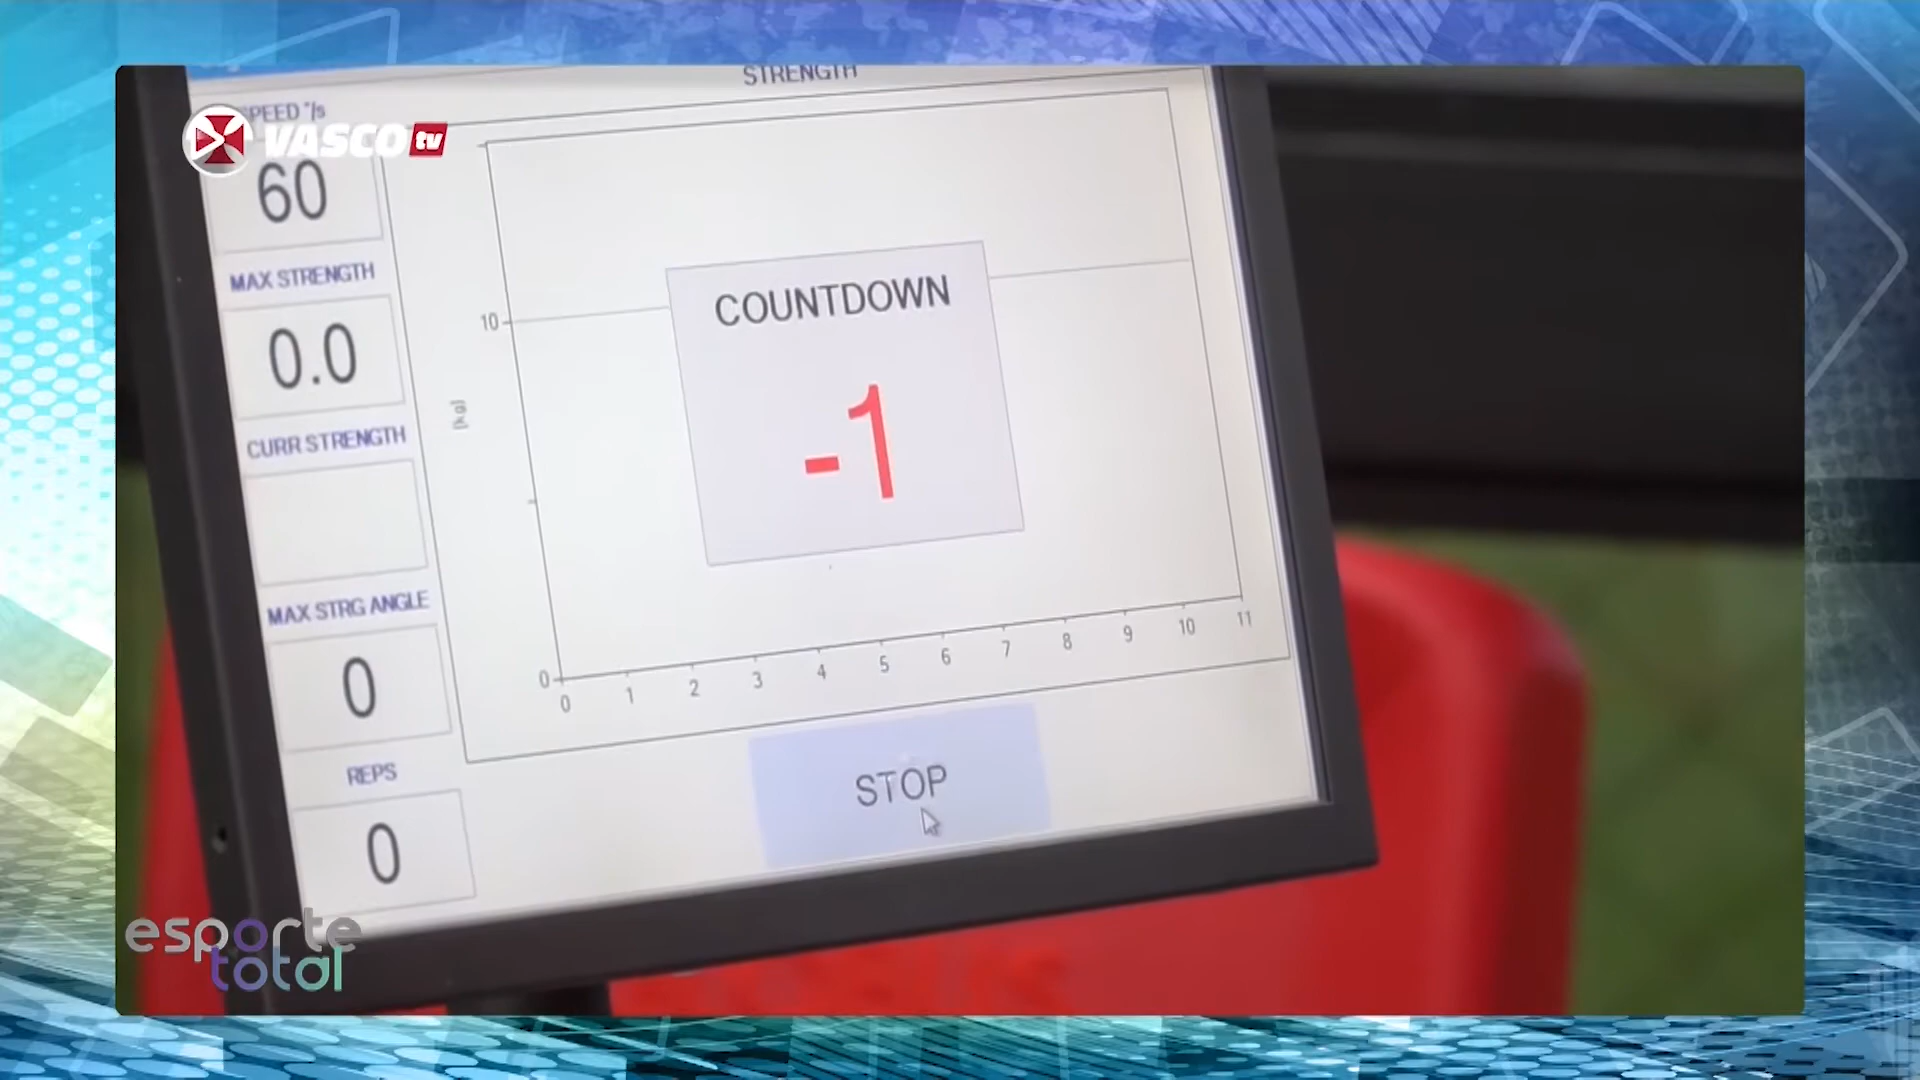 STRENGTH
SPEED °/s
VASCO tv
60
MAX STRENGTH
0.0
CURR STRENGTH
MAX STRG ANGLE
0
REPS
0
10
[kg]
0
0 1 2 3 4 5 6 7 8 9 10 11
COUNTDOWN
-1
STOP
esporte
total